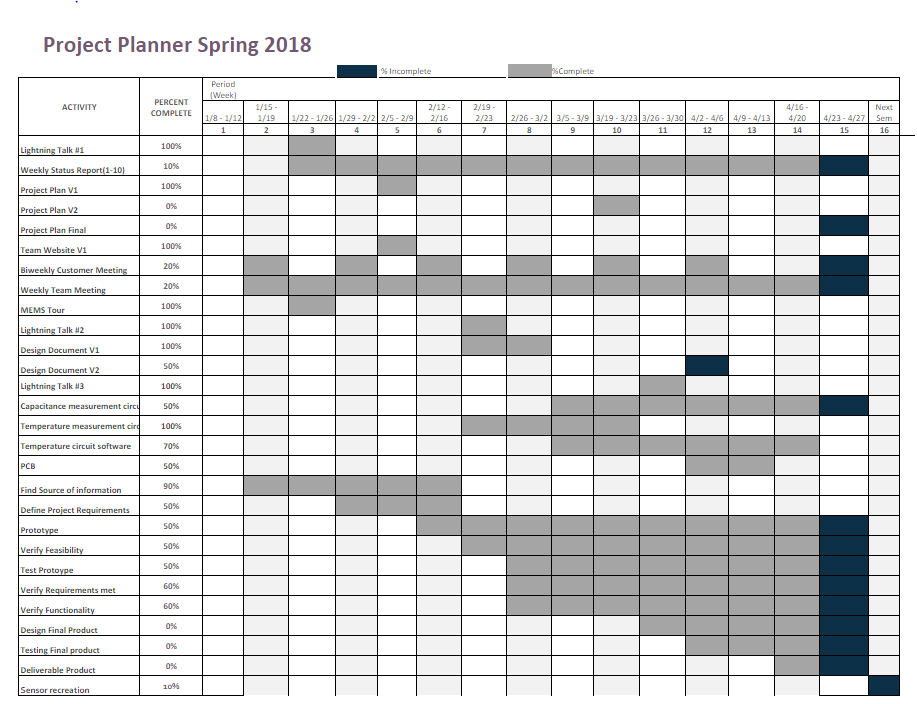 Project Planner Spring 2018
% Incomplete %Complete
ACTIVITY PERCENT COMPLETE Period (Week)
1/8 - 1/12 1/15 - 1/19 1/22 - 1/26 1/29 - 2/2 2/5 - 2/9 2/12 - 2/16 2/19 - 2/23 2/26 - 3/2 3/5 - 3/9 3/19 - 3/23 3/26 - 3/30 4/2 - 4/6 4/9 - 4/13 4/16 - 4/20 4/23 - 4/27 Next Sem
1 2 3 4 5 6 7 8 9 10 11 12 13 14 15 16
Lightning Talk #1 100%
Weekly Status Report(1-10) 10%
Project Plan V1 100%
Project Plan V2 0%
Project Plan Final 0%
Team Website V1 100%
Biweekly Customer Meeting 20%
Weekly Team Meeting 20%
MEMS Tour 100%
Lightning Talk #2 100%
Design Document V1 100%
Design Document V2 50%
Lightning Talk #3 100%
Capacitance measurement circu 50%
Temperature measurement circ 100%
Temperature circuit software 70%
PCB 50%
Find Source of information 90%
Define Project Requirements 50%
Prototype 50%
Verify Feasibility 50%
Test Protoype 50%
Verify Requirements met 60%
Verify Functionality 60%
Design Final Product 0%
Testing Final product 0%
Deliverable Product 0%
Sensor recreation 10%